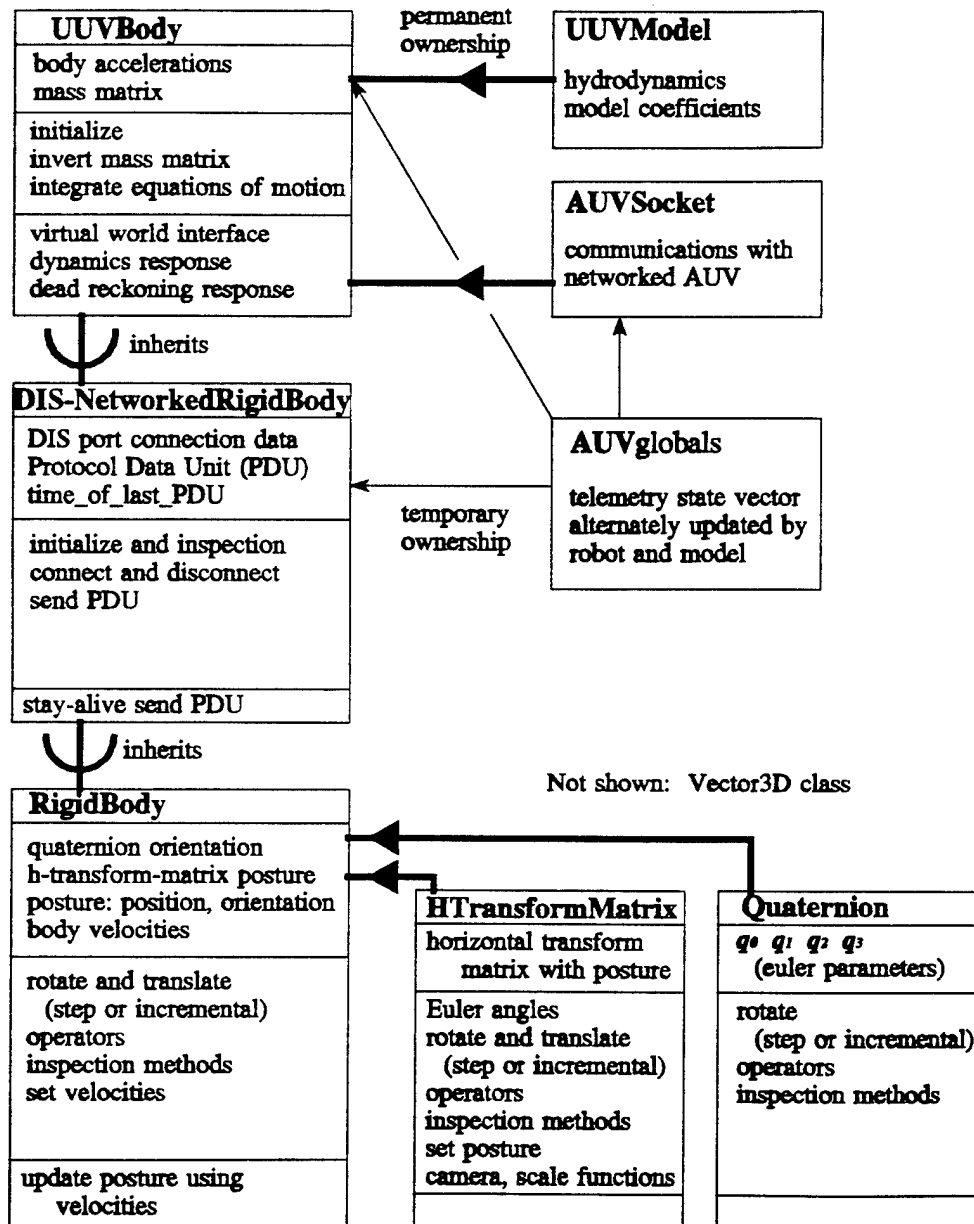 UUVBody
body accelerations
mass matrix
initialize
invert mass matrix
integrate equations of motion
virtual world interface
dynamics response
dead reckoning response
permanent
ownership
UUVModel
hydrodynamics
model coefficients
AUVSocket
communications with
networked AUV
inherits
DIS-NetworkedRigidBody
DIS port connection data
Protocol Data Unit (PDU)
time_of_last_PDU
initialize and inspection
connect and disconnect
send PDU
stay-alive send PDU
temporary
ownership
AUVglobals
telemetry state vector
alternately updated by
robot and model
inherits
Not shown: Vector3D class
RigidBody
quaternion orientation
h-transform-matrix posture
posture: position, orientation
body velocities
rotate and translate
(step or incremental)
operators
inspection methods
set velocities
update posture using
velocities
HTransformMatrix
horizontal transform
matrix with posture
Euler angles
rotate and translate
(step or incremental)
operators
inspection methods
set posture
camera, scale functions
Quaternion
q0 q1 q2 q3
(euler parameters)
rotate
(step or incremental)
operators
inspection methods